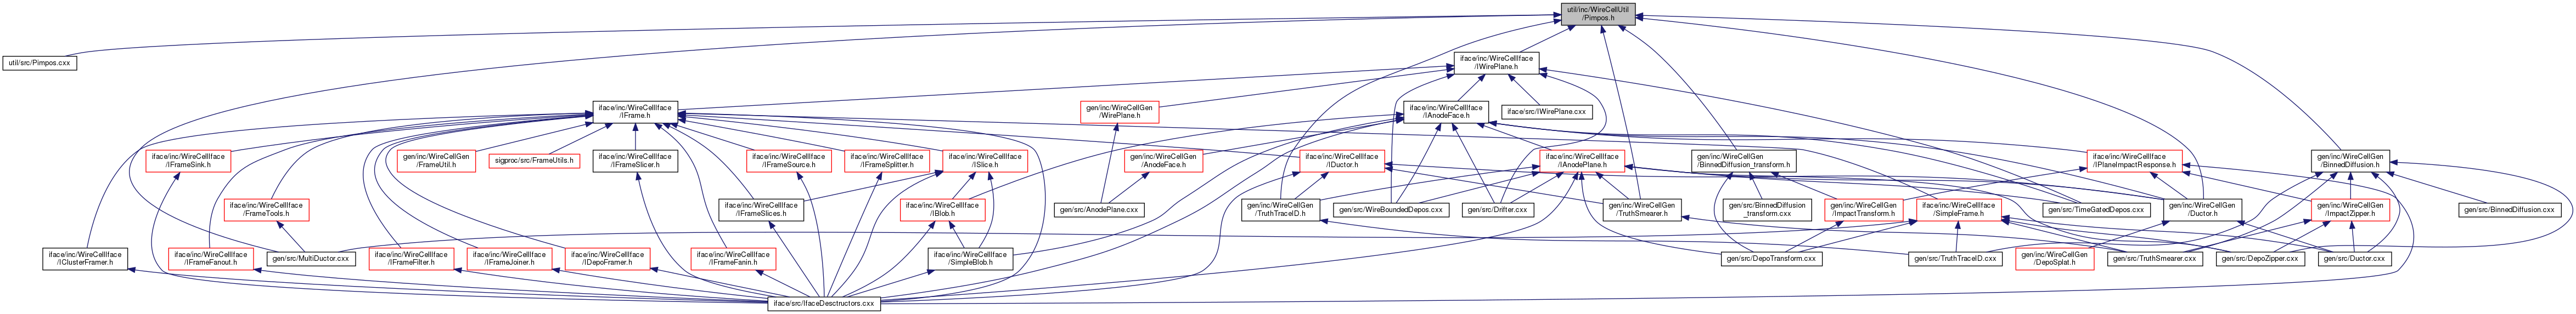 util/inc/WireCellUtil
/Pimpos.h
util/src/Pimpos.cxx
iface/inc/WireCellIface
/IWirePlane.h
iface/inc/WireCellIface
/IFrame.h
gen/inc/WireCellGen
/WirePlane.h
iface/inc/WireCellIface
/IAnodeFace.h
iface/src/IWirePlane.cxx
iface/inc/WireCellIface
/IFrameSink.h
gen/inc/WireCellGen
/FrameUtil.h
sigproc/src/FrameUtils.h
iface/inc/WireCellIface
/IFrameSlicer.h
iface/inc/WireCellIface
/IFrameSource.h
iface/inc/WireCellIface
/IFrameSplitter.h
iface/inc/WireCellIface
/ISlice.h
gen/inc/WireCellGen
/AnodeFace.h
iface/inc/WireCellIface
/IDuctor.h
iface/inc/WireCellIface
/IAnodePlane.h
gen/inc/WireCellGen
/BinnedDiffusion_transform.h
iface/inc/WireCellIface
/IPlaneImpactResponse.h
gen/inc/WireCellGen
/BinnedDiffusion.h
iface/inc/WireCellIface
/FrameTools.h
iface/inc/WireCellIface
/IFrameSlices.h
iface/inc/WireCellIface
/IBlob.h
gen/src/AnodePlane.cxx
gen/inc/WireCellGen
/TruthTraceID.h
gen/src/WireBoundedDepos.cxx
gen/src/Drifter.cxx
gen/inc/WireCellGen
/TruthSmearer.h
gen/src/BinnedDiffusion
_transform.cxx
gen/inc/WireCellGen
/ImpactTransform.h
iface/inc/WireCellIface
/SimpleFrame.h
gen/src/TimeGatedDepos.cxx
gen/inc/WireCellGen
/Ductor.h
gen/inc/WireCellGen
/ImpactZipper.h
gen/src/BinnedDiffusion.cxx
iface/inc/WireCellIface
/IClusterFramer.h
iface/inc/WireCellIface
/IFrameFanout.h
gen/src/MultiDuctor.cxx
iface/inc/WireCellIface
/IFrameFilter.h
iface/inc/WireCellIface
/IFrameJoiner.h
iface/inc/WireCellIface
/IDepoFramer.h
iface/inc/WireCellIface
/IFrameFanin.h
iface/inc/WireCellIface
/SimpleBlob.h
gen/src/DepoTransform.cxx
gen/src/TruthTraceID.cxx
gen/inc/WireCellGen
/DepoSplat.h
gen/src/TruthSmearer.cxx
gen/src/DepoZipper.cxx
gen/src/Ductor.cxx
iface/src/IfaceDesctructors.cxx